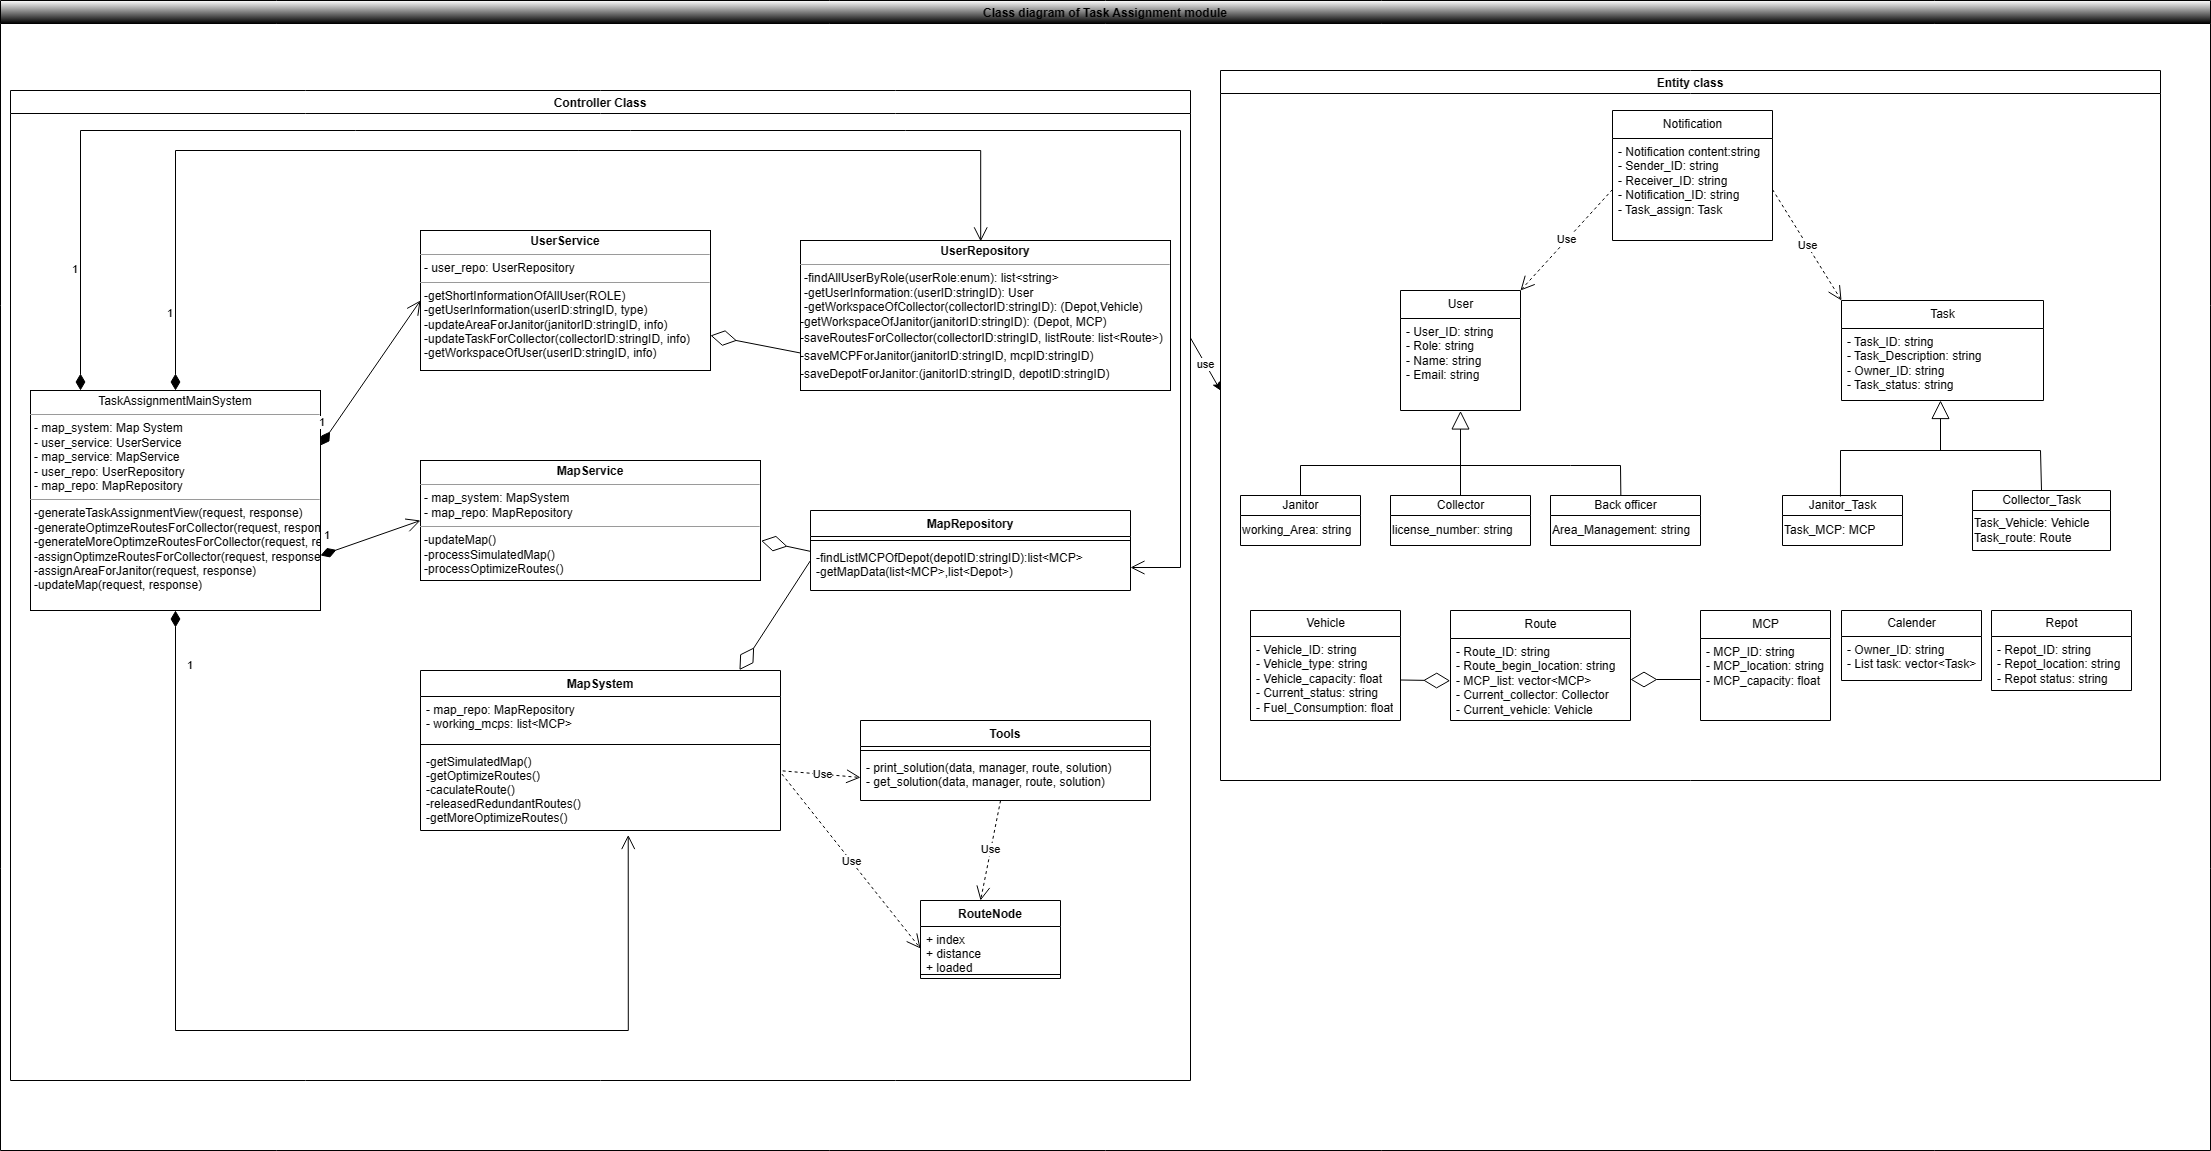 Class diagram of Task Assignment module
Controller Class
1
1
UserService
- user_repo: UserRepository
-getShortInformationOfAllUser(ROLE)
-getUserInformation(userID:stringID, type)
-updateAreaForJanitor(janitorID:stringID, info)
-updateTaskForCollector(collectorID:stringID, info)
-getWorkspaceOfUser(userID:stringID, info)
UserRepository
-findAllUserByRole(userRole:enum): list<string>
-getUserInformation:(userID:stringID): User
-getWorkspaceOfCollector(collectorID:stringID): (Depot,Vehicle)
-getWorkspaceOfJanitor(janitorID:stringID): (Depot, MCP)
-saveRoutesForCollector(collectorID:stringID, listRoute: list<Route>)
-saveMCPForJanitor(janitorID:stringID, mcpID:stringID)
-saveDepotForJanitor:(janitorID:stringID, depotID:stringID)
TaskAssignmentMainSystem
- map_system: Map System
- user_service: UserService
- map_service: MapService
- user_repo: UserRepository
- map_repo: MapRepository
-generateTaskAssignmentView(request, response)
-generateOptimzeRoutesForCollector(request, respon
-generateMoreOptimizeRoutesForCollector(request, re
-assignOptimzeRoutesForCollector(request, response
-assignAreaForJanitor(request, response)
-updateMap(request, response)
1
1
1
MapService
- map_system: MapSystem
- map_repo: MapRepository
-updateMap()
-processSimulatedMap()
-processOptimizeRoutes()
MapRepository
-findListMCPOfDepot(depotID:stringID):list<MCP>
-getMapData(list<MCP>,list<Depot>)
MapSystem
- map_repo: MapRepository
- working_mcps: list<MCP>
-getSimulatedMap()
-getOptimizeRoutes()
-caculateRoute()
-releasedRedundantRoutes()
-getMoreOptimizeRoutes()
Use
Tools
- print_solution(data, manager, route, solution)
- get_solution(data, manager, route, solution)
Use
Use
RouteNode
+ index
+ distance
+ loaded
use
Entity class
Notification
- Notification content:string
- Sender_ID: string
- Receiver_ID: string
- Notification_ID: string
- Task_assign: Task
Use
Use
User
- User_ID: string
- Role: string
- Name: string
- Email: string
Task
- Task_ID: string
- Task_Description: string
- Owner_ID: string
- Task_status: string
Janitor
working_Area: string
Collector
license_number: string
Back officer
Area_Management: string
Janitor_Task
Task_MCP: MCP
Collector_Task
Task_Vehicle: Vehicle
Task_route: Route
Vehicle
- Vehicle_ID: string
- Vehicle_type: string
- Vehicle_capacity: float
- Current_status: string
- Fuel_Consumption: float
Route
- Route_ID: string
- Route_begin_location: string
- MCP_list: vector<MCP>
- Current_collector: Collector
- Current_vehicle: Vehicle
MCP
- MCP_ID: string
- MCP_location: string
- MCP_capacity: float
Calender
- Owner_ID: string
- List task: vector<Task>
Repot
- Repot_ID: string
- Repot_location: string
- Repot status: string